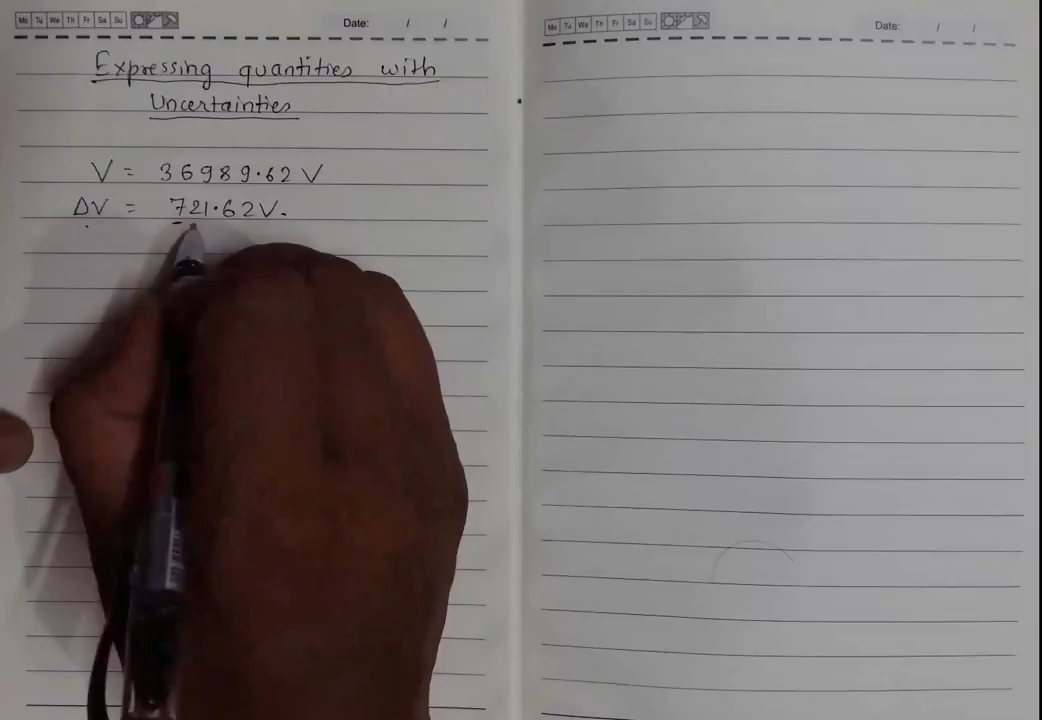 Mo Tu We Th Fr Sa Su
Date: / /
Expressing quantities with
Uncertainties
V = 36989.62 V
ΔV = 721.62V.
Mo Tu We Th Fr Sa Su
Date: / /